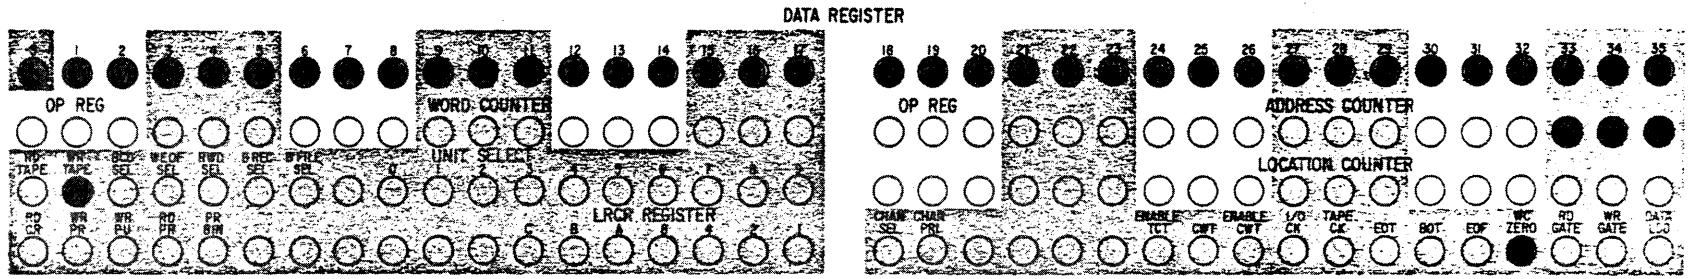 DATA REGISTER
0 1 2 3 4 5 6 7 8 9 10 11 12 13 14 15 16 17 18 19 20 21 22 23 24 25 26 27 28 29 30 31 32 33 34 35
OP REG WORD COUNTER OP REG ADDRESS COUNTER
UNIT SELECT LOCATION COUNTER
RD WR BCD WEOF RWD BREC BFILE
TAPE TAPE SEL SEL SEL SEL SEL 0 1 2 3 4 5 6 7 8 9
LRCR REGISTER
RD WR WR RD PR CHAN CHAN ENABLE ENABLE I/O TAPE WC RD WR DATA
CR PR PU PR BIN C B A 8 4 2 1 SEL PRL TCT CWT CWT CK CK EOT BOT EOF ZERO GATE GATE